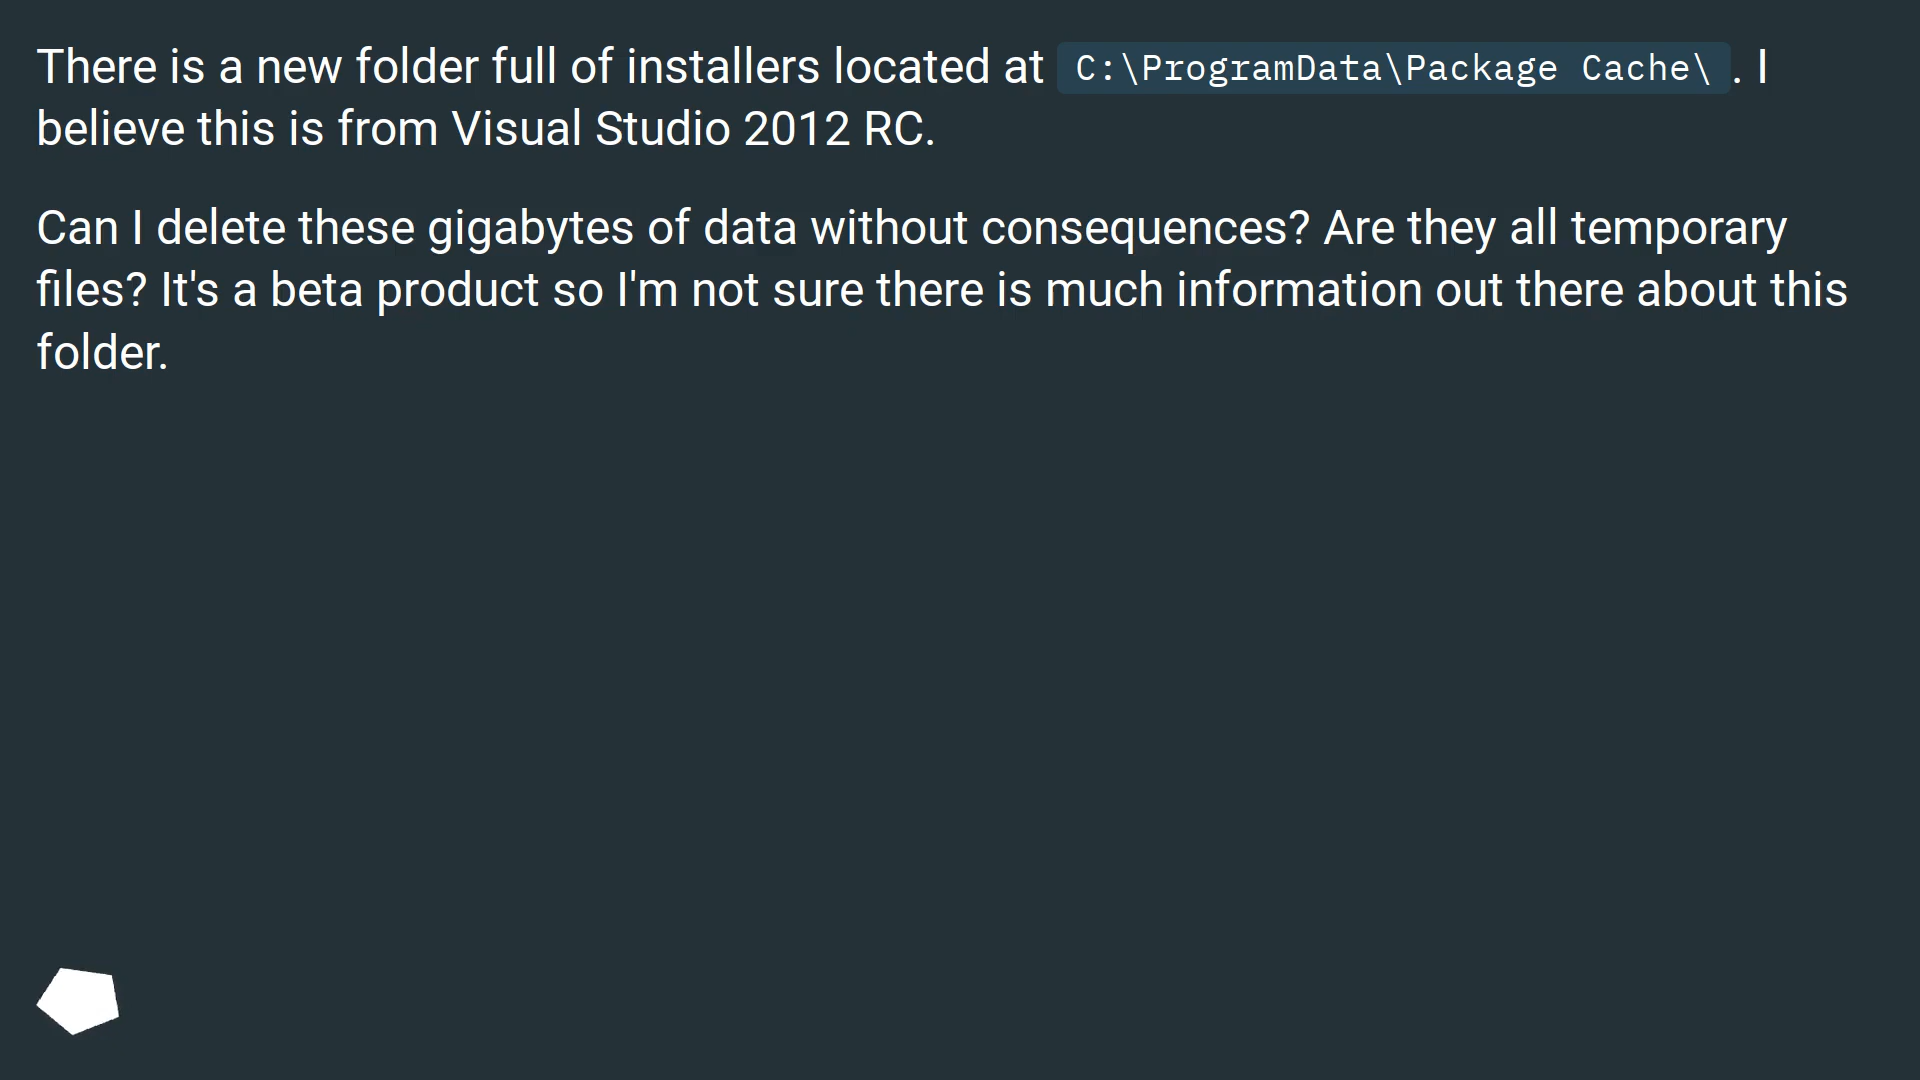 There is a new folder full of installers located at C:\ProgramData\Package Cache\. I
believe this is from Visual Studio 2012 RC.
Can I delete these gigabytes of data without consequences? Are they all temporary
files? It's a beta product so I'm not sure there is much information out there about this
folder.